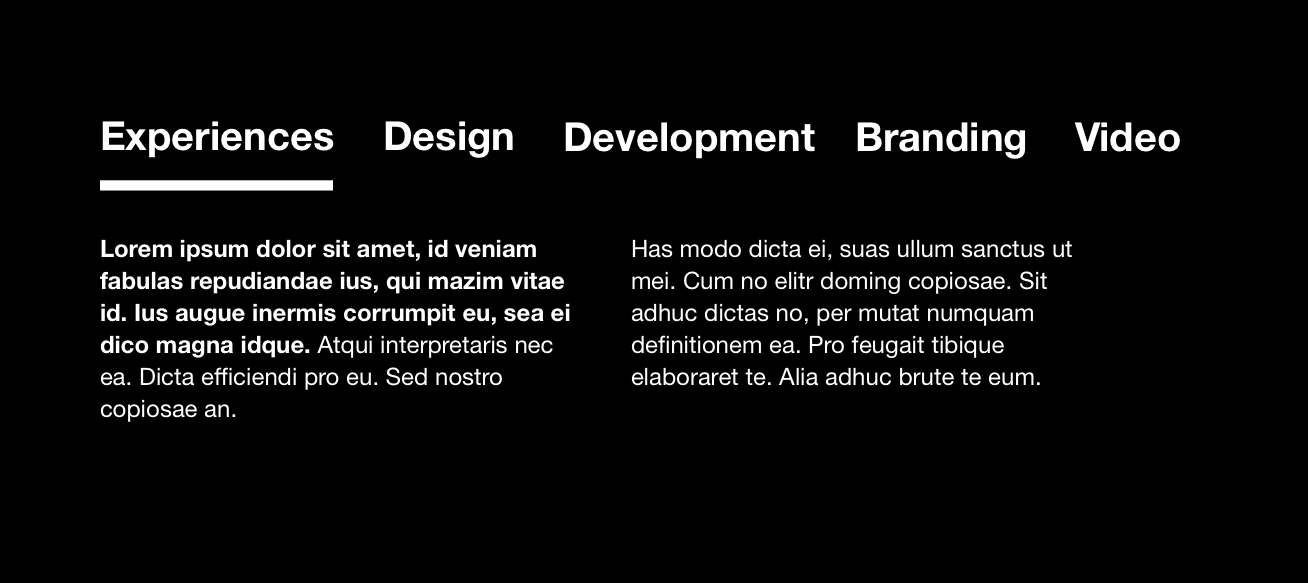 Experiences Design Development Branding Video
Lorem ipsum dolor sit amet, id veniam
fabulas repudiandae ius, qui mazim vitae
id. Ius augue inermis corrumpit eu, sea ei
dico magna idque. Atqui interpretaris nec
ea. Dicta efficiendi pro eu. Sed nostro
copiosae an.
Has modo dicta ei, suas ullum sanctus ut
mei. Cum no elitr doming copiosae. Sit
adhuc dictas no, per mutat numquam
definitionem ea. Pro feugait tibique
elaboraret te. Alia adhuc brute te eum.